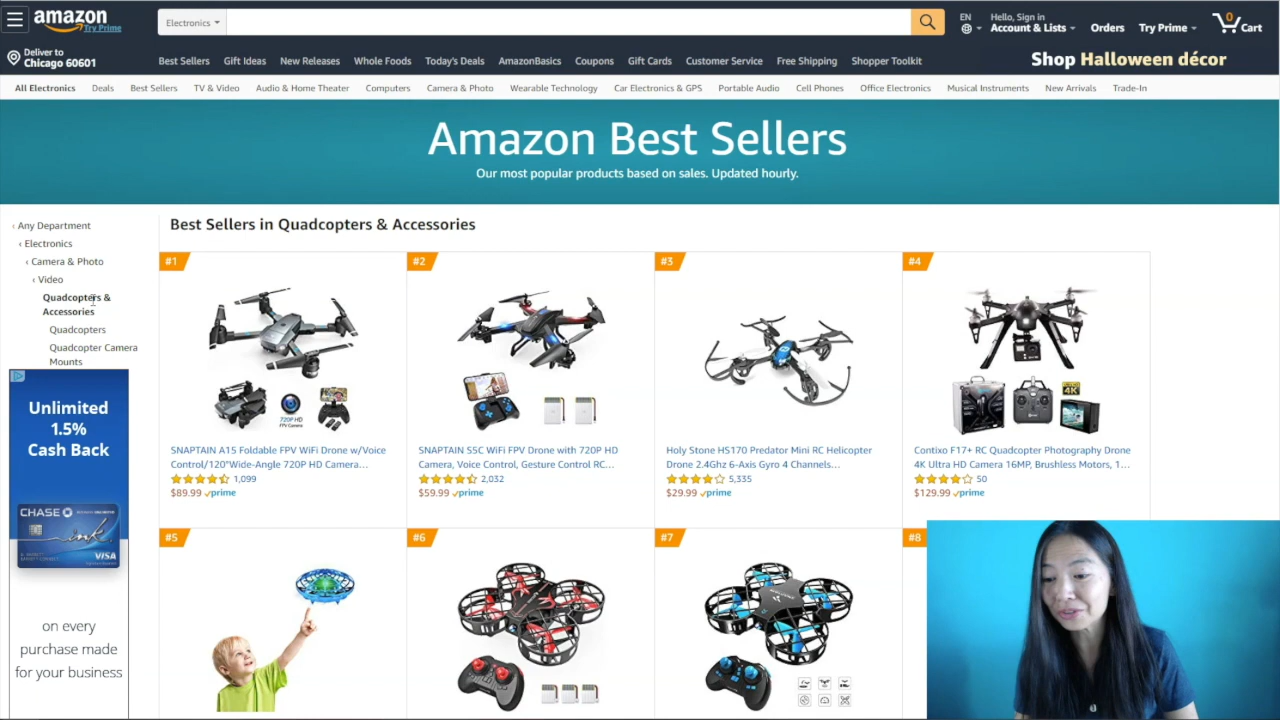 amazon
Try Prime
Electronics
EN
Hello, Sign in
Account & Lists
Orders
Try Prime
0
Cart
Deliver to
Chicago 60601
Best Sellers
Gift Ideas
New Releases
Whole Foods
Today's Deals
AmazonBasics
Coupons
Gift Cards
Customer Service
Free Shipping
Shopper Toolkit
Shop Halloween décor
All Electronics
Deals
Best Sellers
TV & Video
Audio & Home Theater
Computers
Camera & Photo
Wearable Technology
Car Electronics & GPS
Portable Audio
Cell Phones
Office Electronics
Musical Instruments
New Arrivals
Trade-In
Amazon Best Sellers
Our most popular products based on sales. Updated hourly.
‹ Any Department
‹ Electronics
‹ Camera & Photo
‹ Video
Quadcopters &
Accessories
Quadcopters
Quadcopter Camera
Mounts
Unlimited
1.5%
Cash Back
CHASE
ink
VISA
on every
purchase made
for your business
Best Sellers in Quadcopters & Accessories
#1
720P HD
FPV Camera
SNAPTAIN A15 Foldable FPV WiFi Drone w/Voice
Control/120°Wide-Angle 720P HD Camera…
1,099
$89.99 prime
#2
SNAPTAIN S5C WiFi FPV Drone with 720P HD
Camera, Voice Control, Gesture Control RC…
2,032
$59.99 prime
#3
Holy Stone HS170 Predator Mini RC Helicopter
Drone 2.4Ghz 6-Axis Gyro 4 Channels…
5,335
$29.99 prime
#4
4K
Contixo F17+ RC Quadcopter Photography Drone
4K Ultra HD Camera 16MP, Brushless Motors, 1…
50
$129.99 prime
#5
#6
#7
#8